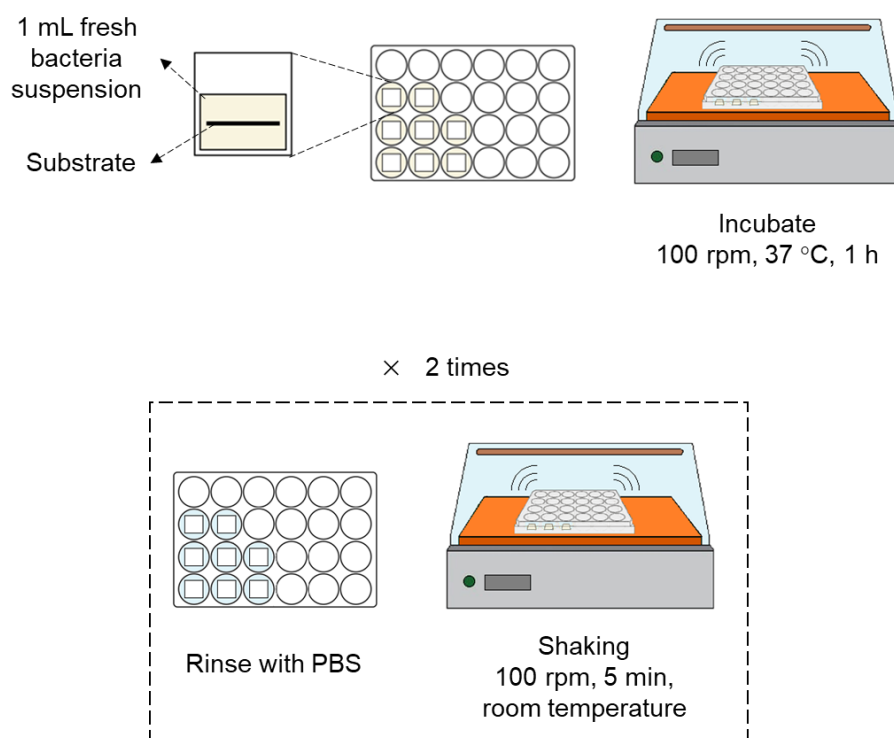 1 mL fresh
bacteria
suspension
Substrate
Incubate
100 rpm, 37 °C, 1 h
× 2 times
Rinse with PBS
Shaking
100 rpm, 5 min,
room temperature